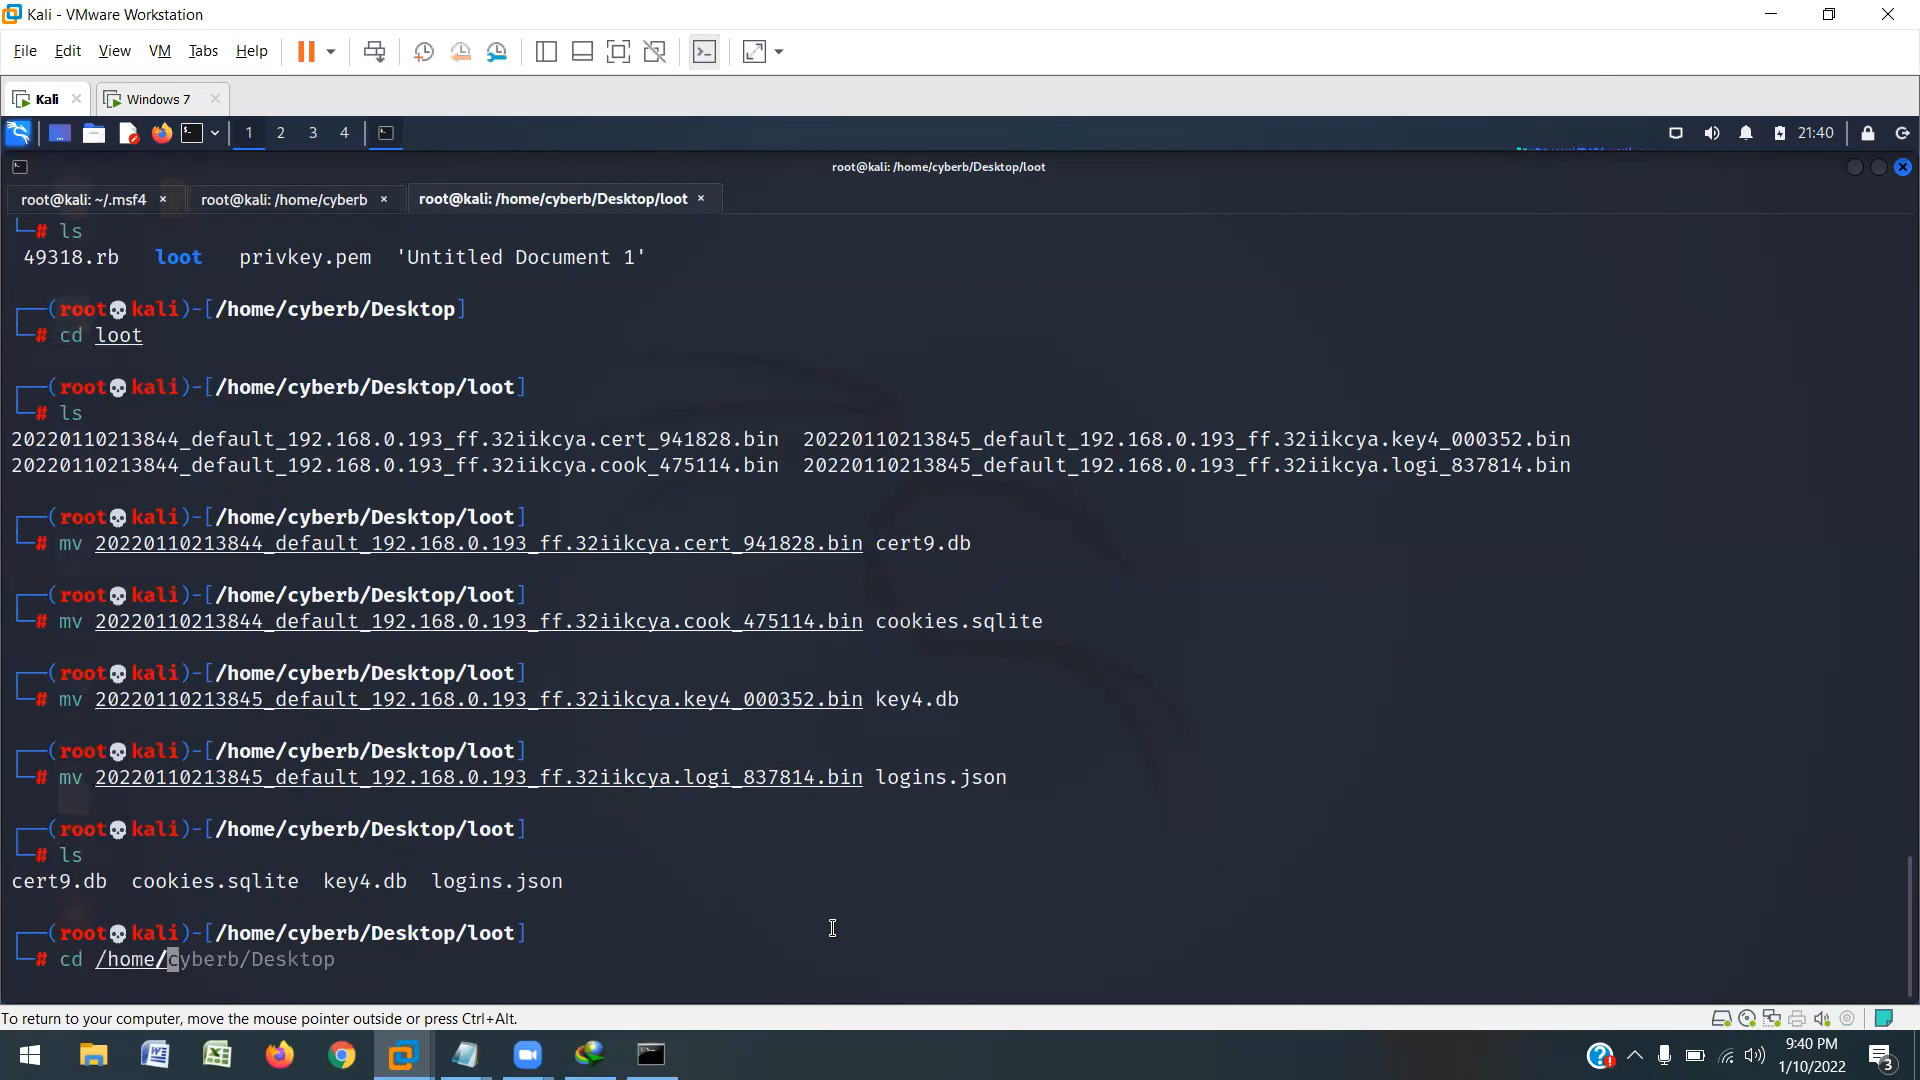 Kali - VMware Workstation
File Edit View VM Tabs Help
Kali Windows 7
1 2 3 4 21:40
root@kali: /home/cyberb/Desktop/loot
root@kali: ~/.msf4 × root@kali: /home/cyberb × root@kali: /home/cyberb/Desktop/loot ×
└─# ls
49318.rb loot privkey.pem 'Untitled Document 1'
┌──(root💀kali)-[/home/cyberb/Desktop]
└─# cd loot
┌──(root💀kali)-[/home/cyberb/Desktop/loot]
└─# ls
20220110213844_default_192.168.0.193_ff.32iikcya.cert_941828.bin 20220110213845_default_192.168.0.193_ff.32iikcya.key4_000352.bin
20220110213844_default_192.168.0.193_ff.32iikcya.cook_475114.bin 20220110213845_default_192.168.0.193_ff.32iikcya.logi_837814.bin
┌──(root💀kali)-[/home/cyberb/Desktop/loot]
└─# mv 20220110213844_default_192.168.0.193_ff.32iikcya.cert_941828.bin cert9.db
┌──(root💀kali)-[/home/cyberb/Desktop/loot]
└─# mv 20220110213844_default_192.168.0.193_ff.32iikcya.cook_475114.bin cookies.sqlite
┌──(root💀kali)-[/home/cyberb/Desktop/loot]
└─# mv 20220110213845_default_192.168.0.193_ff.32iikcya.key4_000352.bin key4.db
┌──(root💀kali)-[/home/cyberb/Desktop/loot]
└─# mv 20220110213845_default_192.168.0.193_ff.32iikcya.logi_837814.bin logins.json
┌──(root💀kali)-[/home/cyberb/Desktop/loot]
└─# ls
cert9.db cookies.sqlite key4.db logins.json
┌──(root💀kali)-[/home/cyberb/Desktop/loot]
└─# cd /home/cyberb/Desktop
To return to your computer, move the mouse pointer outside or press Ctrl+Alt.
9:40 PM
1/10/2022
3